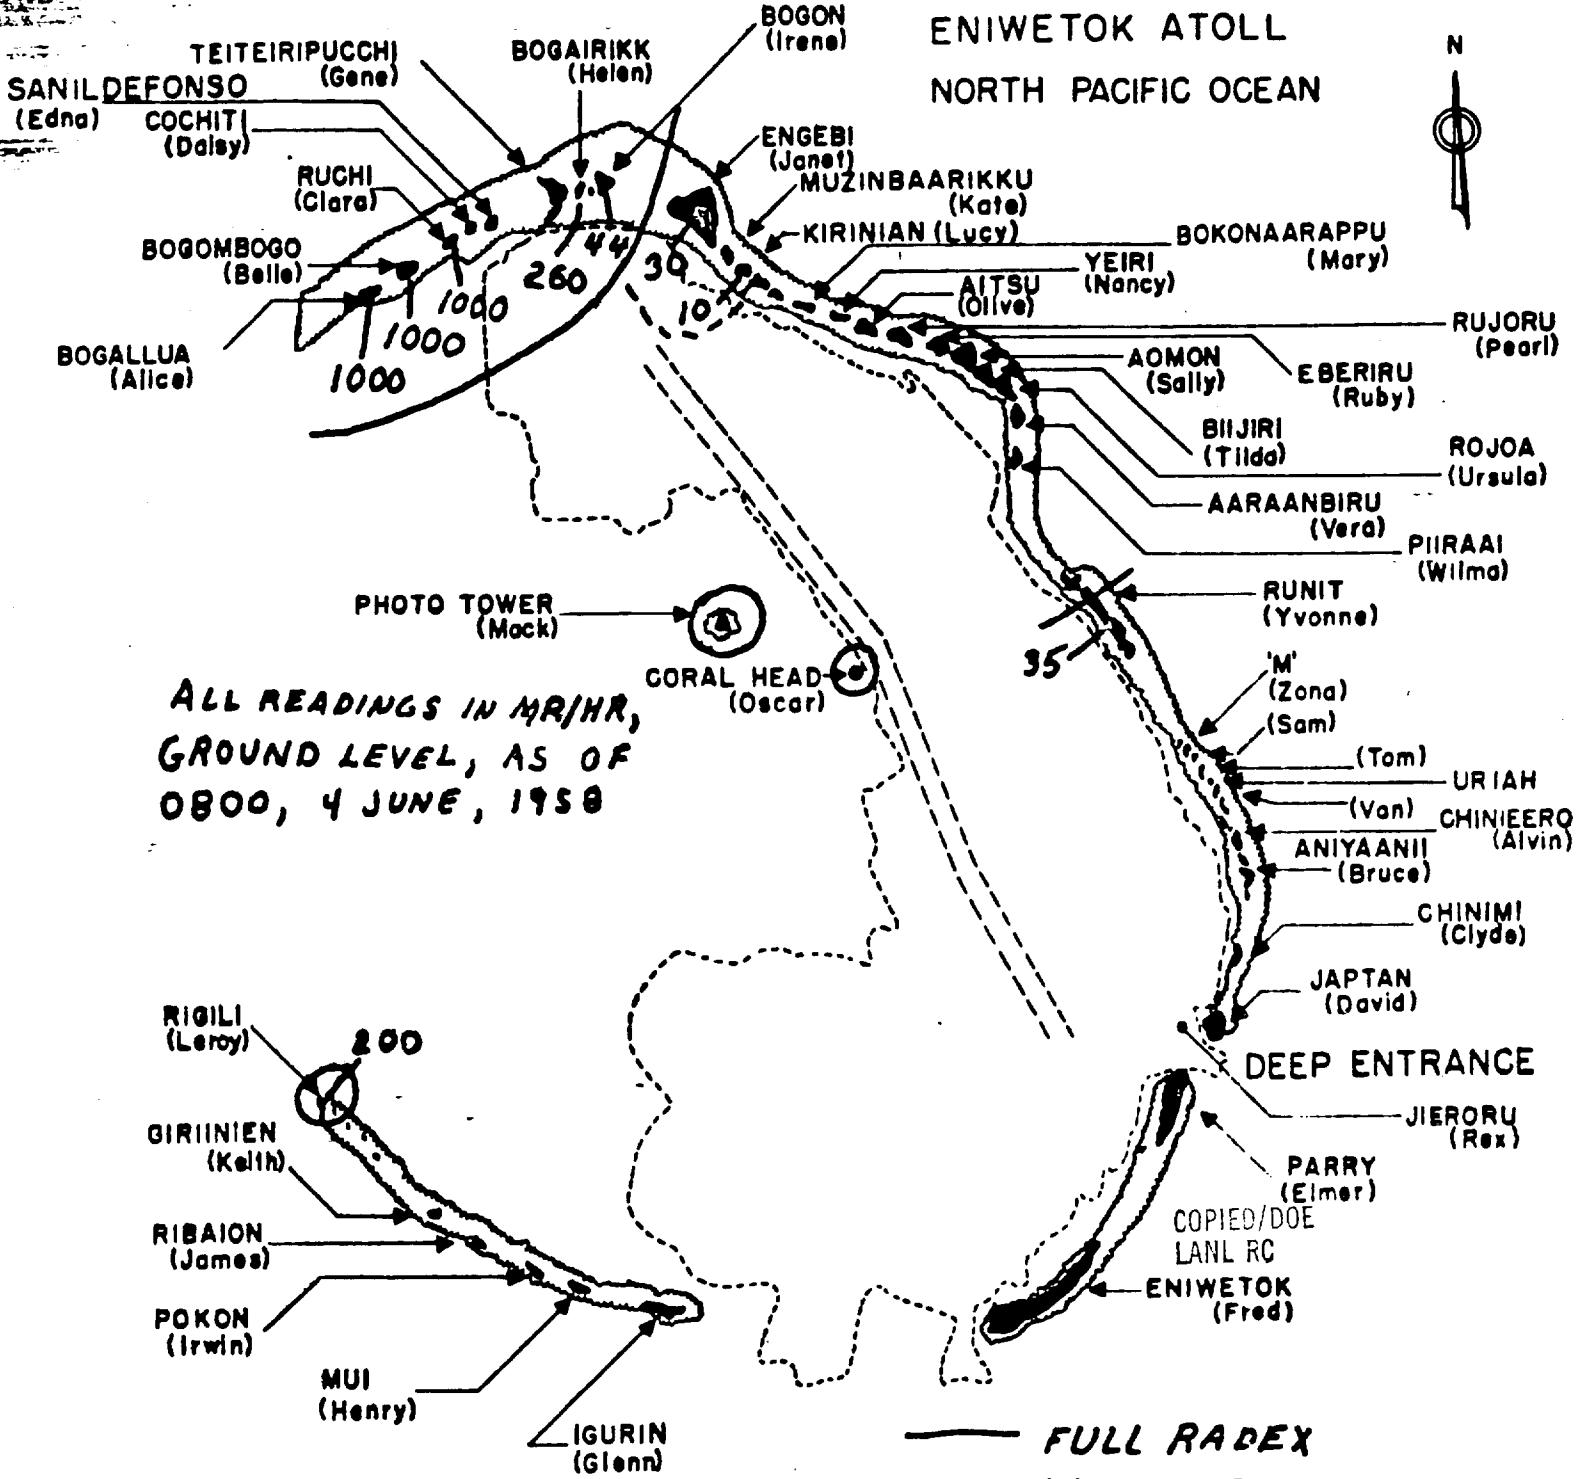 ENIWETOK ATOLL
NORTH PACIFIC OCEAN
N
BOGON
(Irene)
BOGAIRIKK
(Helen)
TEITEIRIPUCCHI
(Gene)
SANILDEFONSO
(Edna)
COCHITI
(Daisy)
RUCHI
(Clara)
BOGOMBOGO
(Belle)
BOGALLUA
(Alice)
1000
1000
1000
260
44
30
10
ENGEBI
(Janet)
MUZINBAARIKKU
(Kate)
KIRINIAN (Lucy)
BOKONAARAPPU
(Mary)
YEIRI
(Nancy)
AITSU
(Olive)
RUJORU
(Pearl)
EBERIRU
(Ruby)
AOMON
(Sally)
BIIJIRI
(Tilda)
ROJOA
(Ursula)
AARAANBIRU
(Vera)
PIIRAAI
(Wilma)
RUNIT
(Yvonne)
35
PHOTO TOWER
(Mack)
CORAL HEAD
(Oscar)
ALL READINGS IN MR/HR,
GROUND LEVEL, AS OF
0800, 4 JUNE, 1958
'M'
(Zona)
(Sam)
(Tom)
URIAH
(Van)
CHINIEERO
(Alvin)
ANIYAANII
(Bruce)
CHINIMI
(Clyde)
JAPTAN
(David)
DEEP ENTRANCE
JIERORU
(Rex)
PARRY
(Elmer)
COPIED/DOE
LANL RC
ENIWETOK
(Fred)
RIGILI
(Leroy)
200
GIRIINIEN
(Keith)
RIBAION
(James)
POKON
(Irwin)
MUI
(Henry)
IGURIN
(Glenn)
FULL RADEX